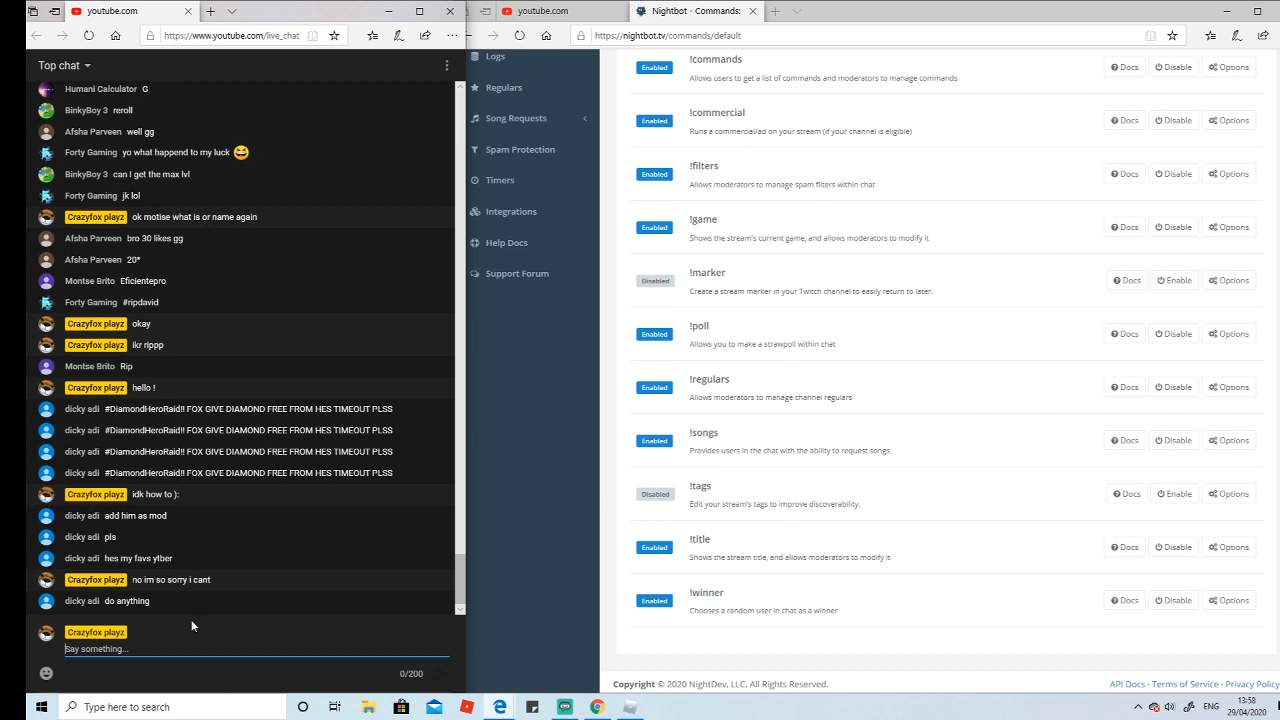 youtube.com
https://www.youtube.com/live_chat
Top chat
Humani Calculator G
BinkyBoy 3 reroll
Afsha Parveen well gg
Forty Gaming yo what happend to my luck 😆
BinkyBoy 3 can I get the max lvl
Forty Gaming jk lol
Crazyfox playz ok motise what is or name again
Afsha Parveen bro 30 likes gg
Afsha Parveen 20*
Montse Brito Eficientepro
Forty Gaming #ripdavid
Crazyfox playz okay
Crazyfox playz ikr rippp
Montse Brito Rip
Crazyfox playz hello !
dicky adi #DiamondHeroRaid!! FOX GIVE DIAMOND FREE FROM HES TIMEOUT PLSS
dicky adi #DiamondHeroRaid!! FOX GIVE DIAMOND FREE FROM HES TIMEOUT PLSS
dicky adi #DiamondHeroRaid!! FOX GIVE DIAMOND FREE FROM HES TIMEOUT PLSS
dicky adi #DiamondHeroRaid!! FOX GIVE DIAMOND FREE FROM HES TIMEOUT PLSS
Crazyfox playz idk how to ):
dicky adi add him as mod
dicky adi pls
dicky adi hes my favs ytber
Crazyfox playz no im so sorry i cant
dicky adi do anything
Crazyfox playz
Say something...
0/200
youtube.com
Nightbot - Commands:
https://nightbot.tv/commands/default
Logs
Regulars
Song Requests
Spam Protection
Timers
Integrations
Help Docs
Support Forum
Enabled !commands Docs Disable Options
Allows users to get a list of commands and moderators to manage commands
Enabled !commercial Docs Disable Options
Runs a commercial/ad on your stream (if your channel is eligible)
Enabled !filters Docs Disable Options
Allows moderators to manage spam filters within chat
Enabled !game Docs Disable Options
Shows the stream's current game, and allows moderators to modify it
Disabled !marker Docs Enable Options
Create a stream marker in your Twitch channel to easily return to later.
Enabled !poll Docs Disable Options
Allows you to make a strawpoll within chat
Enabled !regulars Docs Disable Options
Allows moderators to manage channel regulars
Enabled !songs Docs Disable Options
Provides users in the chat with the ability to request songs.
Disabled !tags Docs Enable Options
Edit your stream's tags to improve discoverability.
Enabled !title Docs Disable Options
Shows the stream title, and allows moderators to modify it
Enabled !winner Docs Disable Options
Chooses a random user in chat as a winner
Copyright © 2020 NightDev, LLC. All Rights Reserved.
API Docs - Terms of Service - Privacy Policy
Type here to search
ENG
13:58
29/04/2020